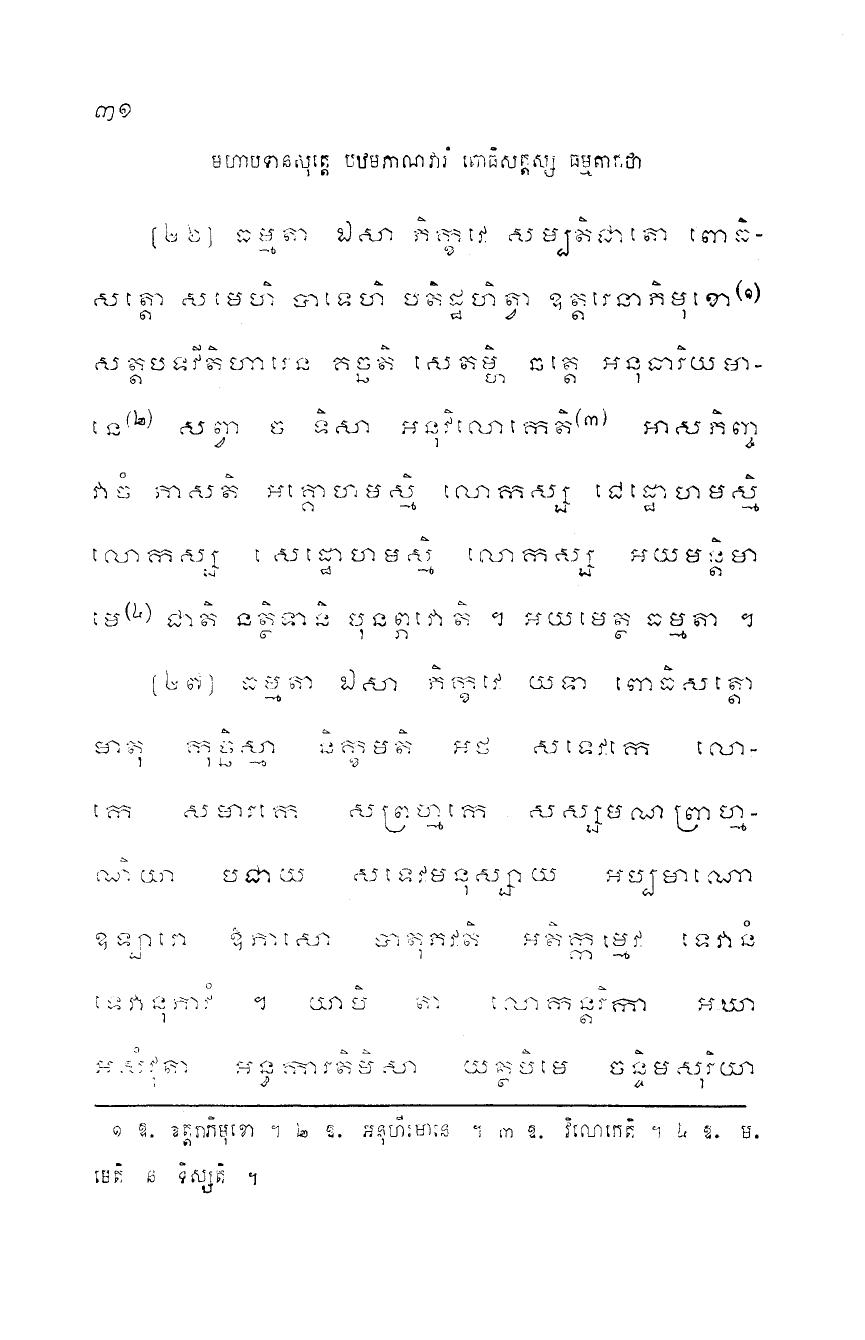 ៣១
មហាបទានសុត្តេ បឋមភាណវារំ ពោធិសត្តស្ស ធម្មតាកថា
[២៦] ធម្មតា ឯសា ភិក្ខវេ សម្បតិជាតោ ពោធិ-
សត្តោ សមេហិ បាទេហិ បតិដ្ឋហិត្វា ឧត្តរេនាភិមុខោ(១)
សត្តបទវីតិហារេន គច្ឆតិ សេតម្ហិ ឆត្តេ អនុធារិយមា-
នេ(២) សព្វា ច ទិសា អនុវិលោកេតិ(៣) អាសភិញ្ច
វាចំ ភាសតិ អគ្គោហមស្មិ លោកស្ស ជេដ្ឋោហមស្មិ
លោកស្ស សេដ្ឋោហមស្មិ លោកស្ស អយមន្តិមា
មេ(៤) ជាតិ នត្ថិទានិ បុនព្ភវោតិ ។ អយមេត្ថ ធម្មតា ។
[២៧] ធម្មតា ឯសា ភិក្ខវេ យទា ពោធិសត្តោ
មាតុ កុច្ឆិស្មា និក្ខមតិ អថ សទេវកេ លោ-
កេ សមារកេ សព្រហ្មកេ សស្សមណព្រាហ្ម-
ណិយា បជាយ សទេវមនុស្សាយ អប្បមាណោ
ឧឡារោ ឱភាសោ បាតុភវតិ អតិក្កម្មេវ ទេវានំ
ទេវានុភាវំ ។ យាបិ តា លោកន្តរិកា អឃា
អសំវុតា អន្ធការតិមិសា យត្ថបិមេ ចន្ទិមសុរិយា
១ ឱ. ឧត្តរាភិមុខោ ។ ២ ឱ. អនុហីរមានេ ។ ៣ ឱ. វិលោកេតិ ។ ៤ ឱ. ម.
មេតិ ន ទិស្សតិ ។